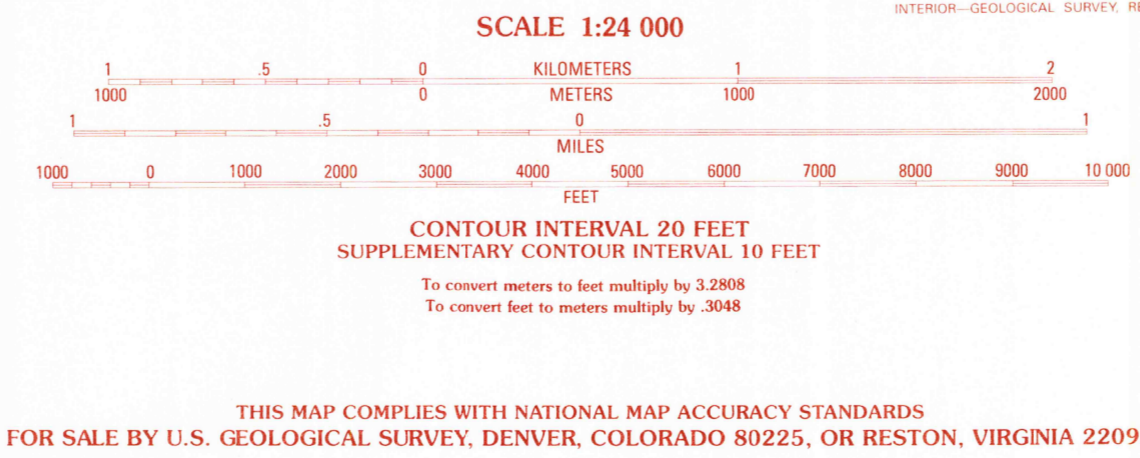 INTERIOR—GEOLOGICAL SURVEY,
SCALE 1:24 000
1 .5 0 KILOMETERS 1 2
1000 0 METERS 1000 2000
1 .5 0 1
MILES
1000 0 1000 2000 3000 4000 5000 6000 7000 8000 9000 10 000
FEET
CONTOUR INTERVAL 20 FEET
SUPPLEMENTARY CONTOUR INTERVAL 10 FEET
To convert meters to feet multiply by 3.2808
To convert feet to meters multiply by .3048
THIS MAP COMPLIES WITH NATIONAL MAP ACCURACY STANDARDS
FOR SALE BY U.S. GEOLOGICAL SURVEY, DENVER, COLORADO 80225, OR RESTON, VIRGINIA 2209